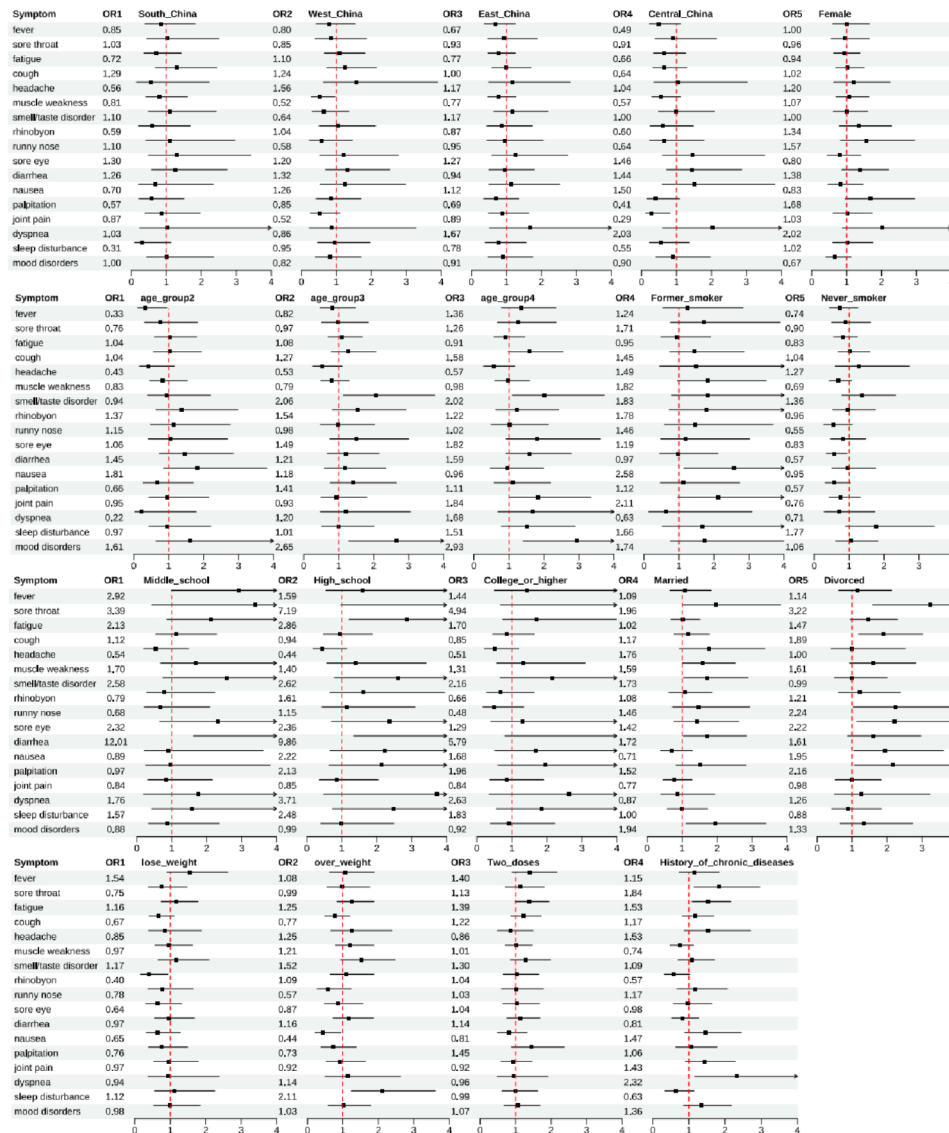 Symptom OR1 South_China OR2 West_China OR3 East_China OR4 Central_China OR5 Female
fever 0.85 0.80 0.67 0.49 1.00
sore throat 1.03 0.85 0.93 0.91 0.96
fatigue 0.72 1.10 0.77 0.66 0.94
cough 1.29 1.24 1.00 0.64 1.02
headache 0.56 1.56 1.17 1.04 1.20
muscle weakness 0.81 0.52 0.77 0.57 1.07
smell/taste disorder 1.10 0.64 1.17 1.00 1.00
rhinobyon 0.59 1.04 0.87 0.60 1.34
runny nose 1.10 0.58 0.95 0.64 1.57
sore eye 1.30 1.20 1.27 1.46 0.80
diarrhea 1.26 1.32 0.94 1.44 1.38
nausea 0.70 1.26 1.12 1.50 0.83
palpitation 0.57 0.85 0.69 0.41 1.68
joint pain 0.87 0.52 0.89 0.29 1.03
dyspnea 1.03 0.86 1.67 2.03 2.02
sleep disturbance 0.31 0.95 0.78 0.55 1.02
mood disorders 1.00 0.82 0.91 0.90 0.67
0 1 2 3 4 0 1 2 3 4 0 1 2 3 4 0 1 2 3 4 0 1 2 3
Symptom OR1 age_group2 OR2 age_group3 OR3 age_group4 OR4 Former_smoker OR5 Never_smoker
fever 0.33 0.82 1.36 1.24 0.74
sore throat 0.76 0.97 1.26 1.71 0.90
fatigue 1.04 1.08 0.91 0.95 0.83
cough 1.04 1.27 1.58 1.45 1.04
headache 0.43 0.53 0.57 1.49 1.27
muscle weakness 0.83 0.79 0.98 1.82 0.69
smell/taste disorder 0.94 2.06 2.02 1.83 1.36
rhinobyon 1.37 1.54 1.22 1.78 0.96
runny nose 1.15 0.98 1.02 1.46 0.55
sore eye 1.06 1.49 1.82 1.19 0.83
diarrhea 1.45 1.21 1.59 0.97 0.57
nausea 1.81 1.18 0.96 2.58 0.95
palpitation 0.66 1.41 1.11 1.12 0.57
joint pain 0.95 0.93 1.84 2.11 0.76
dyspnea 0.22 1.20 1.68 0.63 0.71
sleep disturbance 0.97 1.01 1.51 1.66 1.77
mood disorders 1.61 2.65 2.93 1.74 1.06
0 1 2 3 4 0 1 2 3 4 0 1 2 3 4 0 1 2 3 4 0 1 2 3 4
Symptom OR1 Middle_school OR2 High_school OR3 College_or_higher OR4 Married OR5 Divorced
fever 2.92 1.59 1.44 1.09 1.14
sore throat 3.39 7.19 4.94 1.96 3.22
fatigue 2.13 2.86 1.70 1.02 1.47
cough 1.12 0.94 0.85 1.17 1.89
headache 0.54 0.44 0.51 1.76 1.00
muscle weakness 1.70 1.40 1.31 1.59 1.61
smell/taste disorder 2.58 2.62 2.16 1.73 0.99
rhinobyon 0.79 1.61 0.66 1.08 1.21
runny nose 0.68 1.15 0.48 1.46 2.24
sore eye 2.32 2.36 1.29 1.42 2.22
diarrhea 12.01 9.86 5.79 1.72 1.61
nausea 0.89 2.22 1.68 0.71 1.95
palpitation 0.97 2.13 1.96 1.52 2.16
joint pain 0.84 0.85 0.84 0.77 0.98
dyspnea 1.76 3.71 2.63 0.87 1.26
sleep disturbance 1.57 2.48 1.83 1.00 0.88
mood disorders 0.88 0.99 0.92 1.94 1.33
0 1 2 3 4 0 1 2 3 4 0 1 2 3 4 0 1 2 3 4 0 1 2 3 4
Symptom OR1 lose_weight OR2 over_weight OR3 Two_doses OR4 History_of_chronic_diseases
fever 1.54 1.08 1.40 1.15
sore throat 0.75 0.99 1.13 1.84
fatigue 1.16 1.25 1.39 1.53
cough 0.67 0.77 1.22 1.17
headache 0.85 1.25 0.86 1.53
muscle weakness 0.97 1.21 1.01 0.74
smell/taste disorder 1.17 1.52 1.30 1.09
rhinobyon 0.40 1.09 1.04 0.57
runny nose 0.78 0.57 1.03 1.17
sore eye 0.64 0.87 1.04 0.98
diarrhea 0.97 1.16 1.14 0.81
nausea 0.65 0.44 0.81 1.47
palpitation 0.76 0.73 1.45 1.06
joint pain 0.97 0.92 0.92 1.43
dyspnea 0.94 1.14 0.96 2.32
sleep disturbance 1.12 2.11 0.99 0.63
mood disorders 0.98 1.03 1.07 1.36
0 1 2 3 4 0 1 2 3 4 0 1 2 3 4 0 1 2 3 4